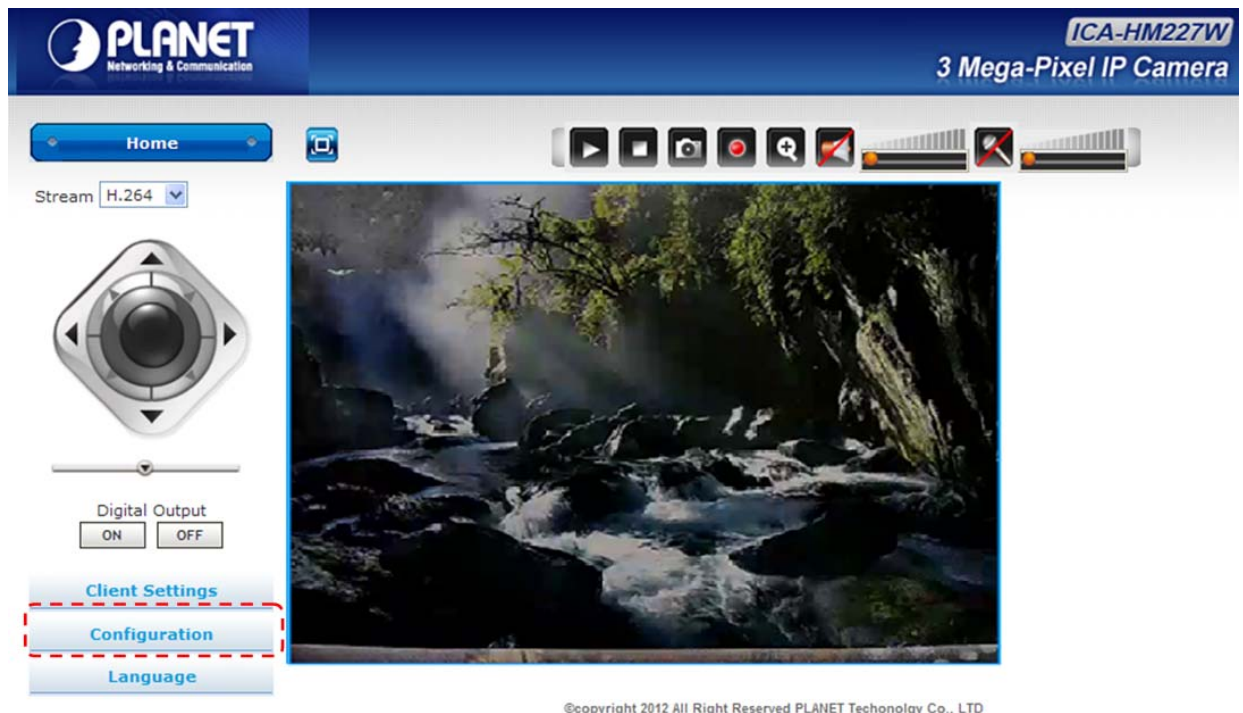 PLANET
Networking & Communication
ICA-HM227W
3 Mega-Pixel IP Camera
Home
Stream H.264
Digital Output
ON OFF
Client Settings
Configuration
Language
©copyright 2012 All Right Reserved PLANET Techonology Co., LTD